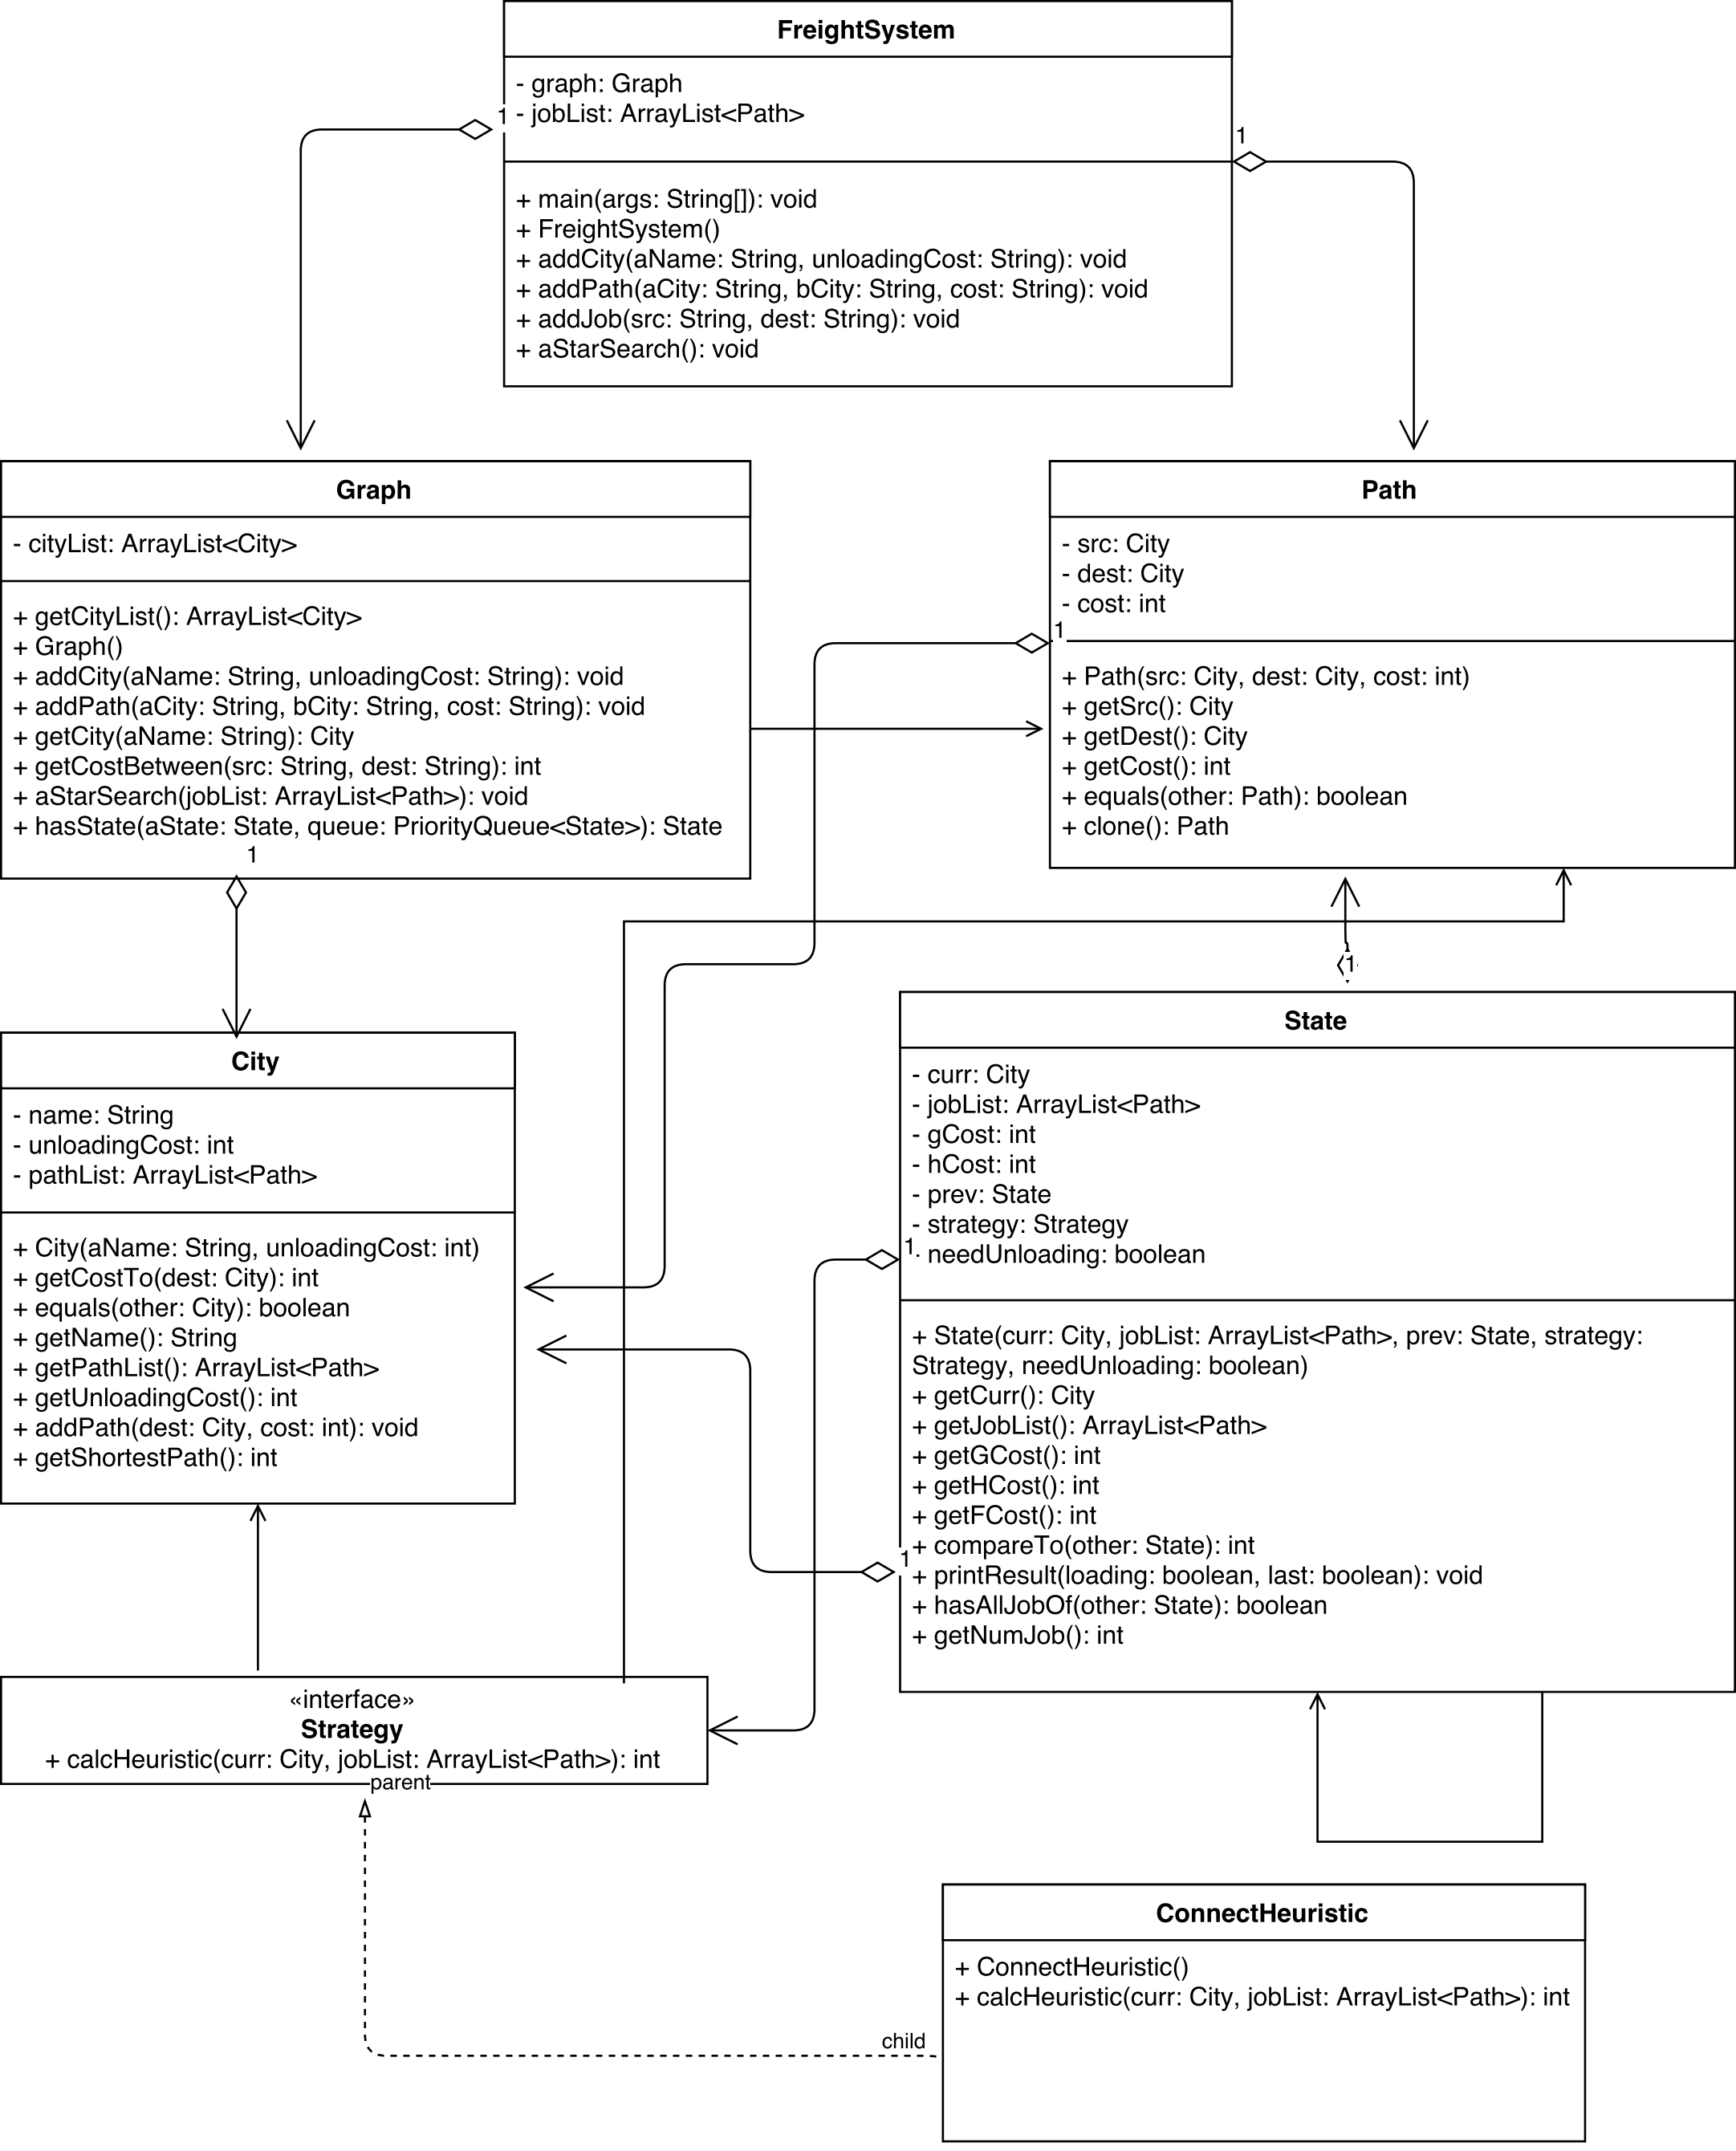 FreightSystem
- graph: Graph
- jobList: ArrayList<Path>
1
1
+ main(args: String[]): void
+ FreightSystem()
+ addCity(aName: String, unloadingCost: String): void
+ addPath(aCity: String, bCity: String, cost: String): void
+ addJob(src: String, dest: String): void
+ aStarSearch(): void
Graph
- cityList: ArrayList<City>
+ getCityList(): ArrayList<City>
+ Graph()
+ addCity(aName: String, unloadingCost: String): void
+ addPath(aCity: String, bCity: String, cost: String): void
+ getCity(aName: String): City
+ getCostBetween(src: String, dest: String): int
+ aStarSearch(jobList: ArrayList<Path>): void
+ hasState(aState: State, queue: PriorityQueue<State>): State
1
Path
- src: City
- dest: City
- cost: int
1
+ Path(src: City, dest: City, cost: int)
+ getSrc(): City
+ getDest(): City
+ getCost(): int
+ equals(other: Path): boolean
+ clone(): Path
1
City
- name: String
- unloadingCost: int
- pathList: ArrayList<Path>
+ City(aName: String, unloadingCost: int)
+ getCostTo(dest: City): int
+ equals(other: City): boolean
+ getName(): String
+ getPathList(): ArrayList<Path>
+ getUnloadingCost(): int
+ addPath(dest: City, cost: int): void
+ getShortestPath(): int
State
- curr: City
- jobList: ArrayList<Path>
- gCost: int
- hCost: int
- prev: State
- strategy: Strategy
1
- needUnloading: boolean
+ State(curr: City, jobList: ArrayList<Path>, prev: State, strategy:
Strategy, needUnloading: boolean)
+ getCurr(): City
+ getJobList(): ArrayList<Path>
+ getGCost(): int
+ getHCost(): int
+ getFCost(): int
+ compareTo(other: State): int
1
+ printResult(loading: boolean, last: boolean): void
+ hasAllJobOf(other: State): boolean
+ getNumJob(): int
«interface»
Strategy
+ calcHeuristic(curr: City, jobList: ArrayList<Path>): int
parent
ConnectHeuristic
+ ConnectHeuristic()
+ calcHeuristic(curr: City, jobList: ArrayList<Path>): int
child